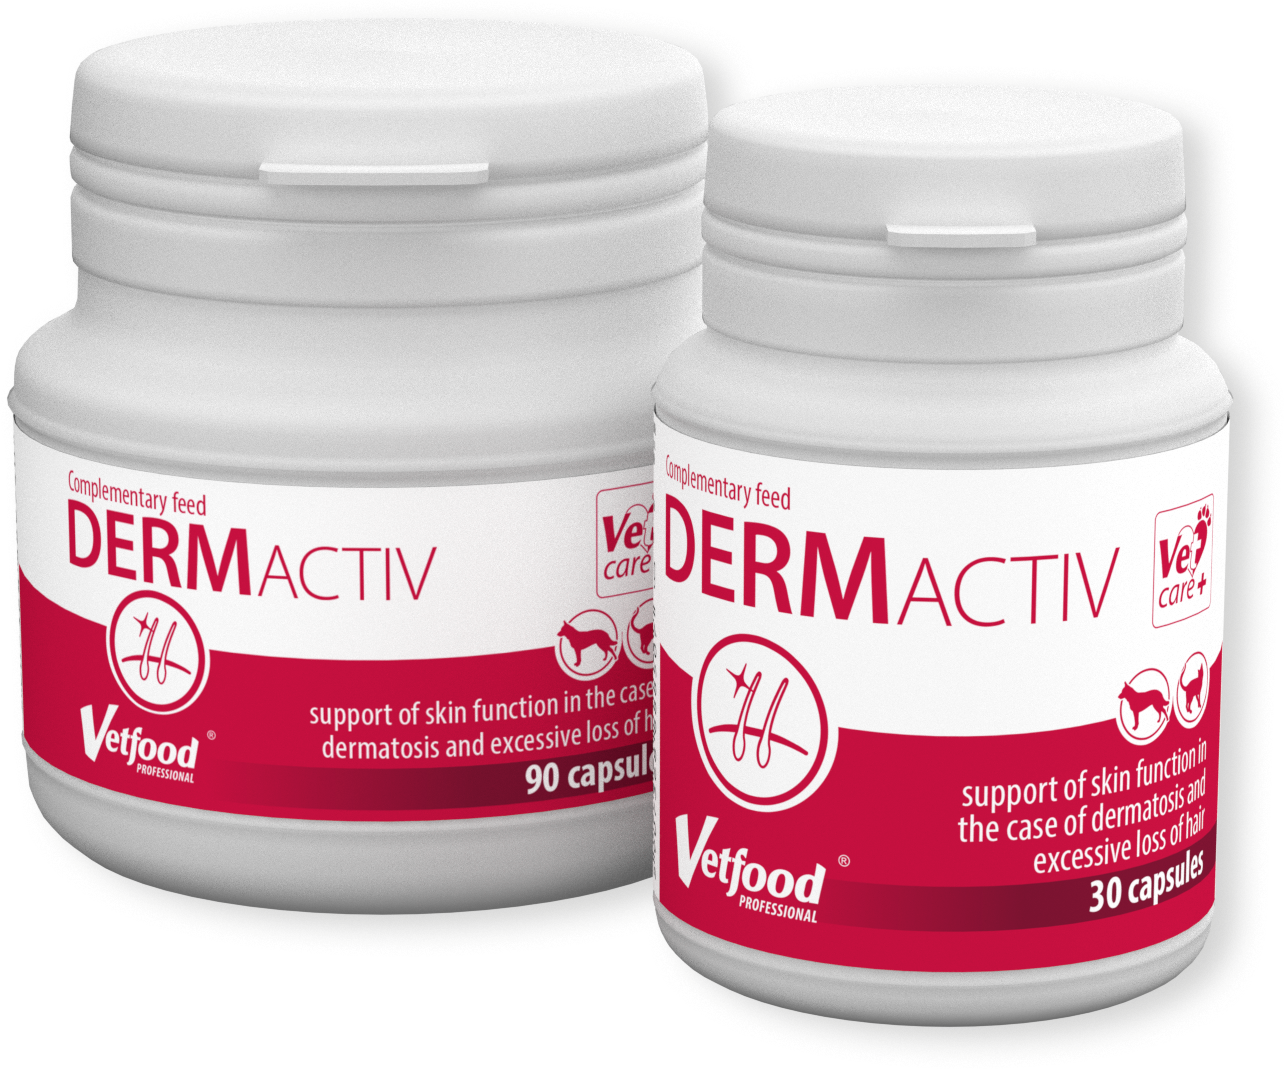 Complementary feed
DERMACTIV
Vet
care
support of skin function in the case
dermatosis and excessive loss of
90
Vetfood®
PROFESSIONAL
Complementary feed
DERMACTIV
Vet
care+
support of skin function in
the case of dermatosis and
excessive loss of hair
30 capsules
Vetfood®
PROFESSIONAL